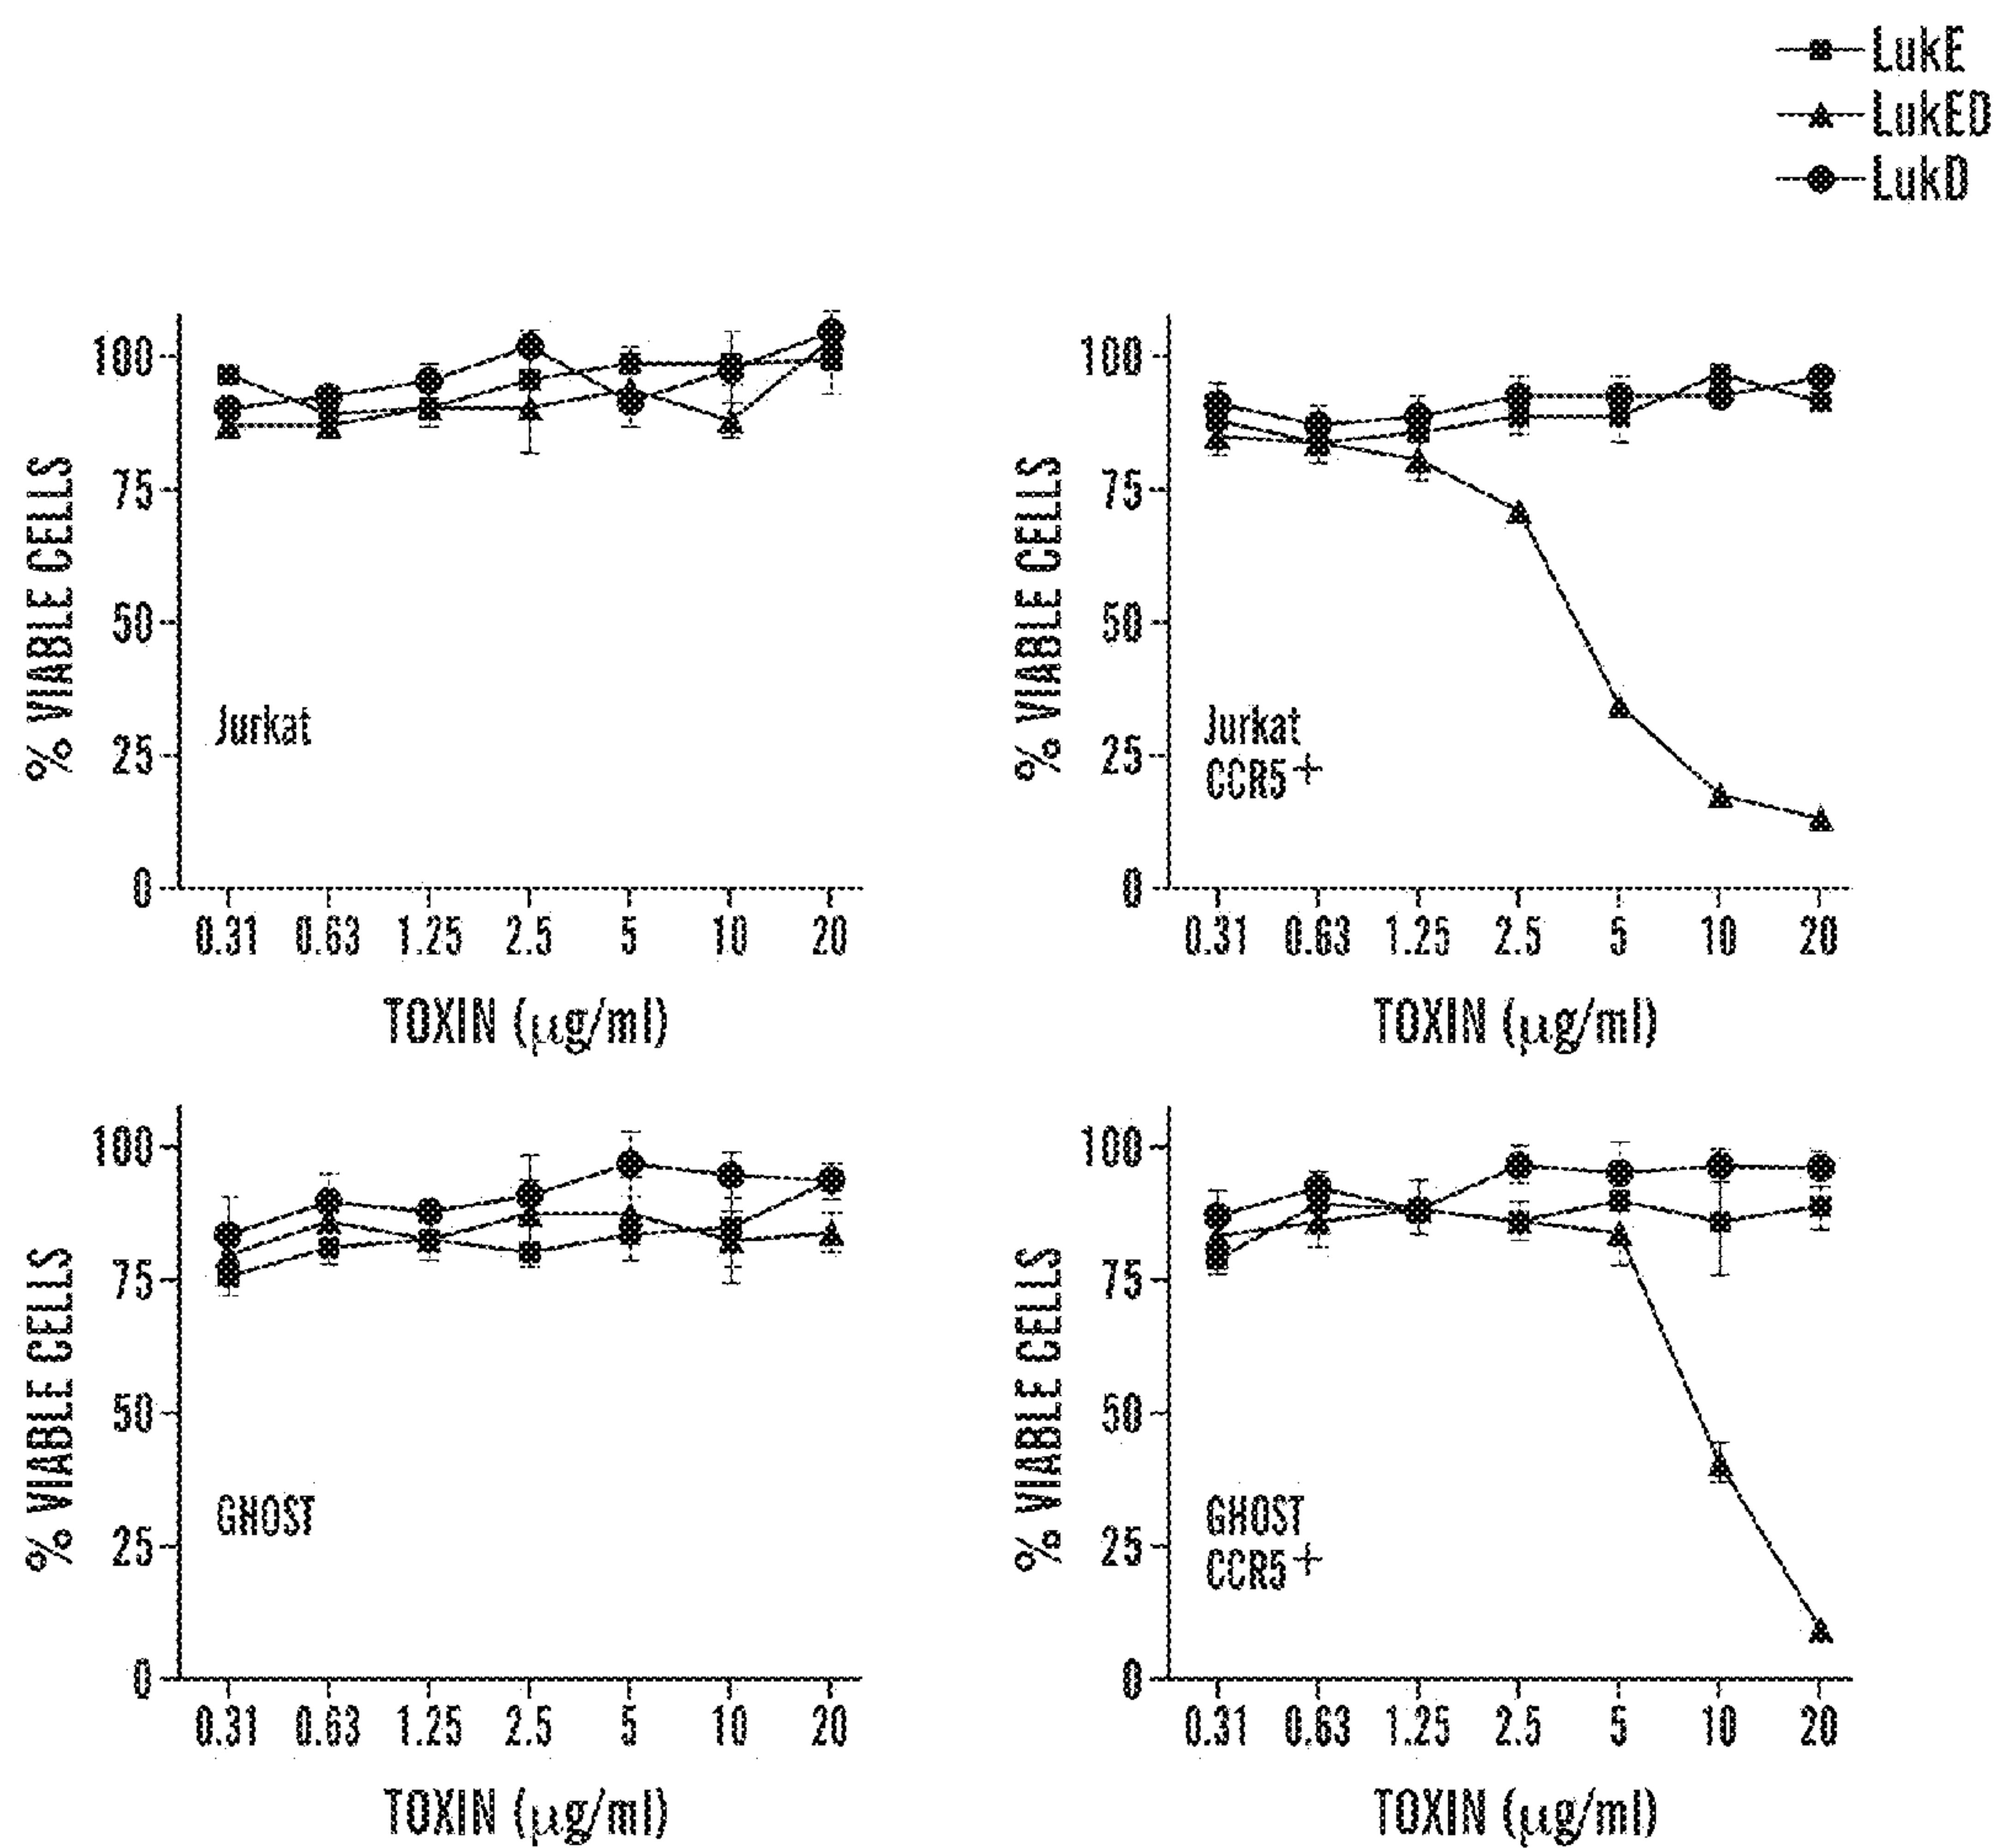 LukE
LukED
LukD
% VIABLE CELLS
100
75
50
25
0
Jurkat
0.31 0.63 1.25 2.5 5 10 20
TOXIN (μg/ml)
% VIABLE CELLS
100
75
50
25
0
Jurkat
CCR5+
0.31 0.63 1.25 2.5 5 10 20
TOXIN (μg/ml)
% VIABLE CELLS
100
75
50
25
0
GHOST
0.31 0.63 1.25 2.5 5 10 20
TOXIN (μg/ml)
% VIABLE CELLS
100
75
50
25
0
GHOST
CCR5+
0.31 0.63 1.25 2.5 5 10 20
TOXIN (μg/ml)